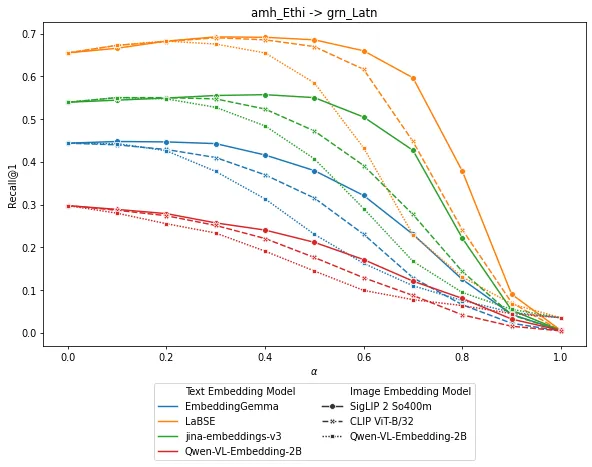 amh_Ethi -> grn_Latn
Recall@1
0.7
0.6
0.5
0.4
0.3
0.2
0.1
0.0
0.0 0.2 0.4 0.6 0.8 1.0
α
Text Embedding Model Image Embedding Model
EmbeddingGemma SigLIP 2 So400m
LaBSE CLIP ViT-B/32
jina-embeddings-v3 Qwen-VL-Embedding-2B
Qwen-VL-Embedding-2B